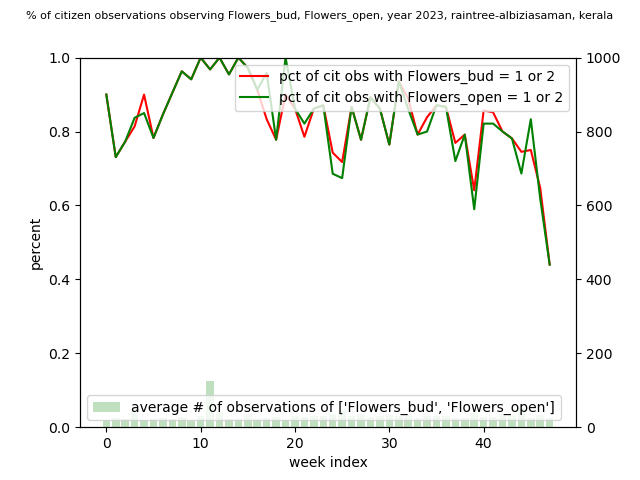 % of citizen observations observing Flowers_bud, Flowers_open, year 2023, raintree-albiziasaman, kerala
1.0
0.8
0.6
0.4
0.2
0.0
percent
1000
800
600
400
200
0
pct of cit obs with Flowers_bud = 1 or 2
pct of cit obs with Flowers_open = 1 or 2
average # of observations of ['Flowers_bud', 'Flowers_open']
0 10 20 30 40
week index